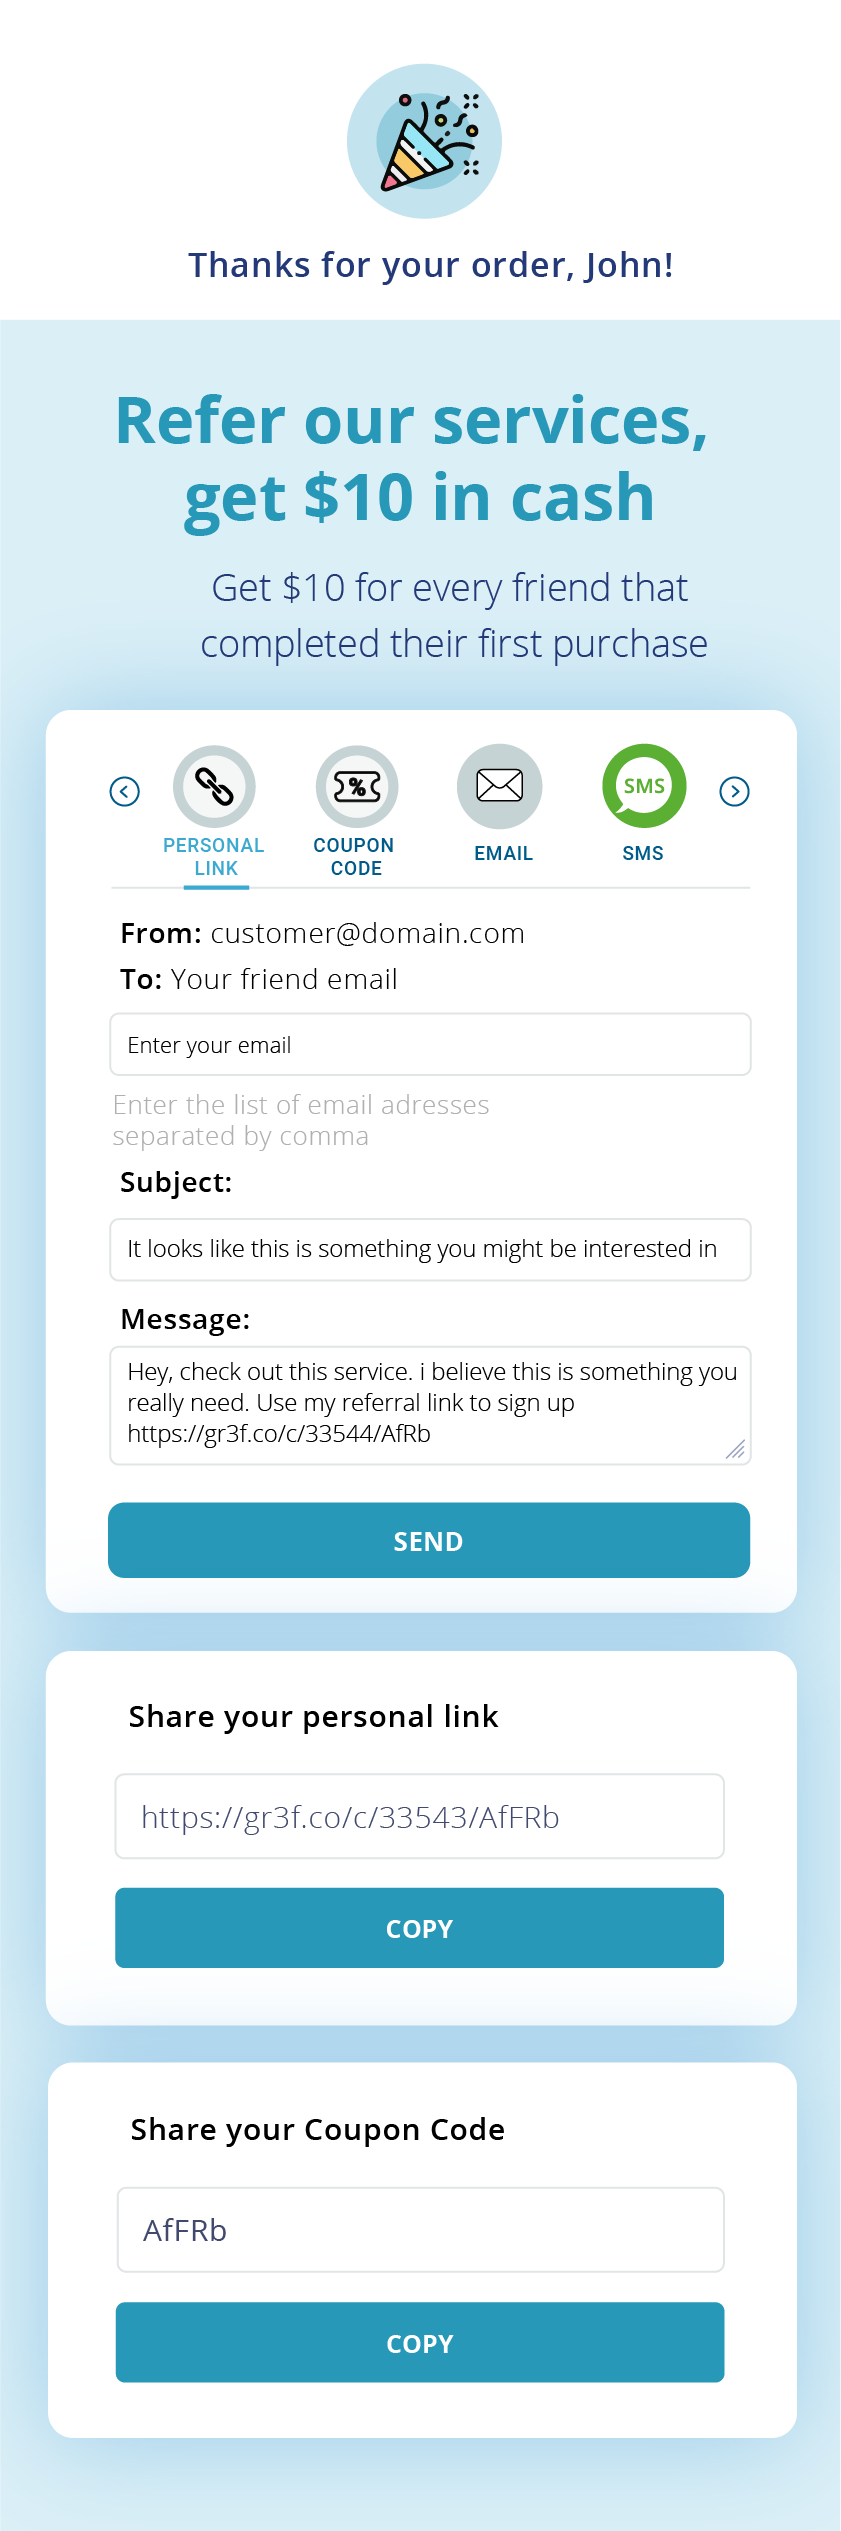 Thanks for your order, John!
Refer our services,
get $10 in cash
Get $10 for every friend that
completed their first purchase
PERSONAL
LINK
%
COUPON
CODE
EMAIL
SMS
SMS
From: customer@domain.com
To: Your friend email
Enter your email
Enter the list of email adresses
separated by comma
Subject:
It looks like this is something you might be interested in
Message:
Hey, check out this service. i believe this is something you
really need. Use my referral link to sign up
https://gr3f.co/c/33544/AfRb
SEND
Share your personal link
https://gr3f.co/c/33543/AfFRb
COPY
Share your Coupon Code
AfFRb
COPY